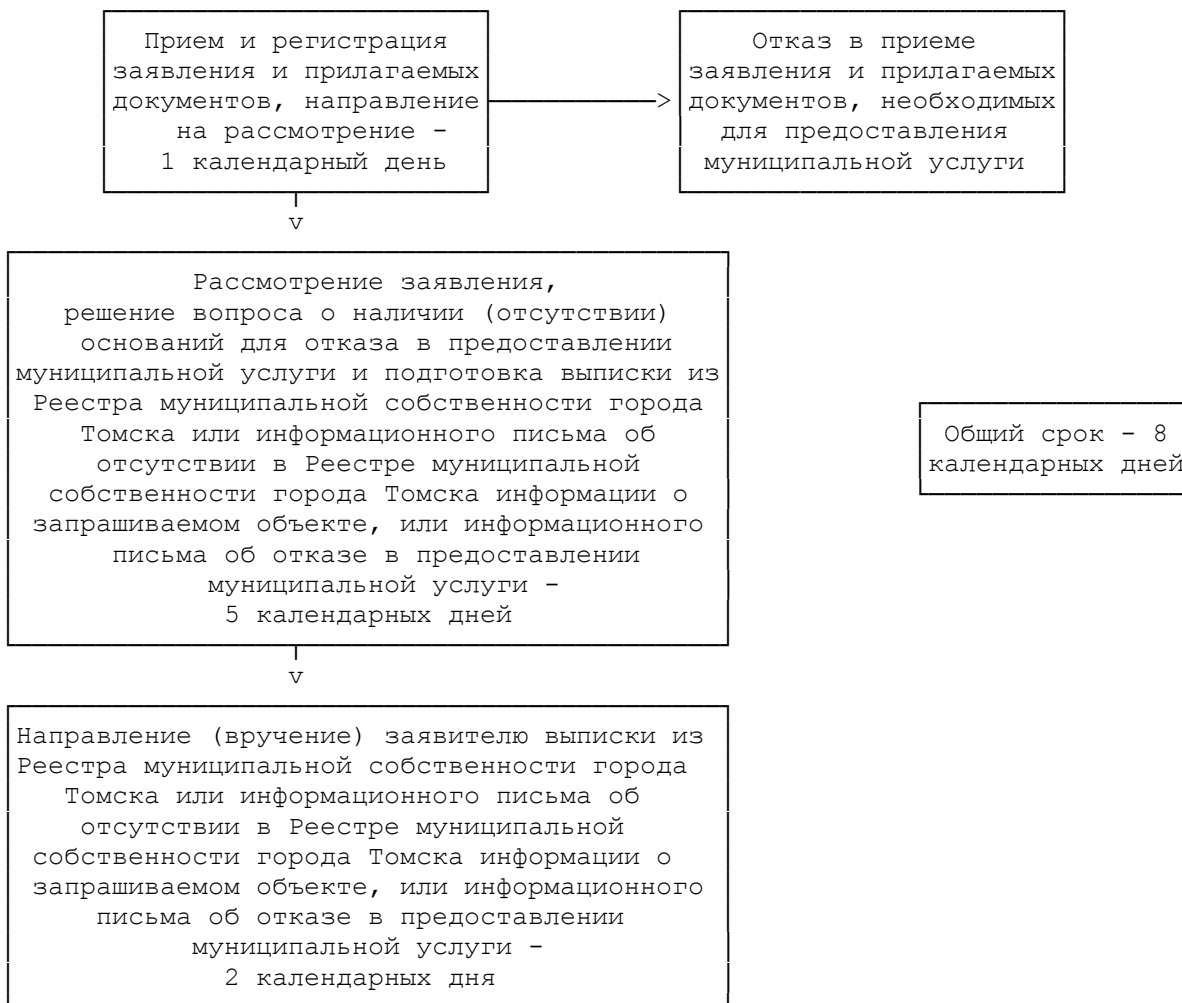 Прием и регистрация
заявления и прилагаемых
документов, направление
на рассмотрение -
1 календарный день
Отказ в приеме
заявления и прилагаемых
документов, необходимых
для предоставления
муниципальной услуги
Рассмотрение заявления,
решение вопроса о наличии (отсутствии)
оснований для отказа в предоставлении
муниципальной услуги и подготовка выписки из
Реестра муниципальной собственности города
Томска или информационного письма об
отсутствии в Реестре муниципальной
собственности города Томска информации о
запрашиваемом объекте, или информационного
письма об отказе в предоставлении
муниципальной услуги -
5 календарных дней
Общий срок - 8
календарных дней
Направление (вручение) заявителю выписки из
Реестра муниципальной собственности города
Томска или информационного письма об
отсутствии в Реестре муниципальной
собственности города Томска информации о
запрашиваемом объекте, или информационного
письма об отказе в предоставлении
муниципальной услуги -
2 календарных дня